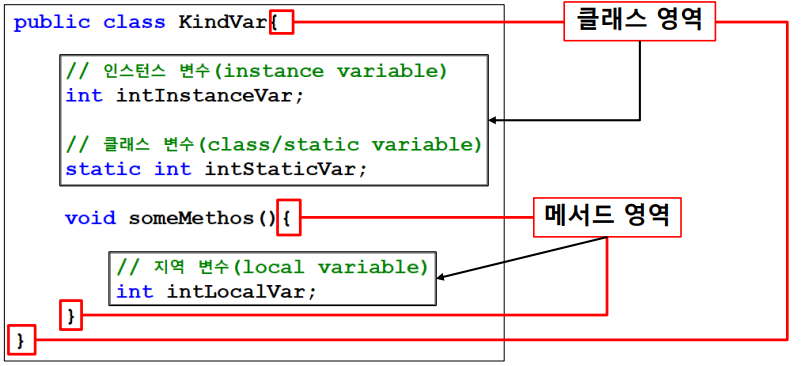 public class KindVar{
클래스 영역
// 인스턴스 변수(instance variable)
int intInstanceVar;
// 클래스 변수(class/static variable)
static int intStaticVar;
void someMethos(){
메서드 영역
// 지역 변수(local variable)
int intLocalVar;
}
}